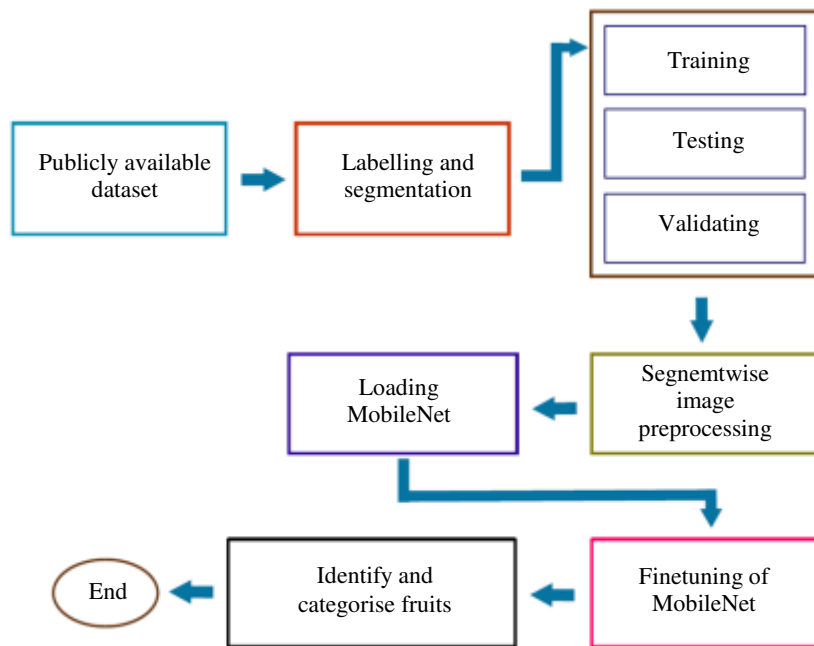 Publicly available
dataset
Labelling and
segmentation
Training
Testing
Validating
Segnemtwise
image
preprocessing
Loading
MobileNet
Finetuning of
MobileNet
Identify and
categorise fruits
End